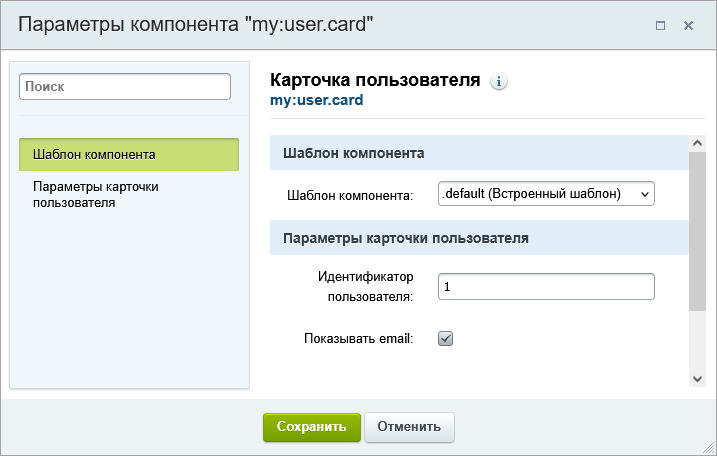 Параметры компонента "my:user.card"
Поиск
Шаблон компонента
Параметры карточки
пользователя
Карточка пользователя
my:user.card
Шаблон компонента
Шаблон компонента:
.default (Встроенный шаблон)
Параметры карточки пользователя
Идентификатор
пользователя:
1
Показывать email:
Сохранить
Отменить